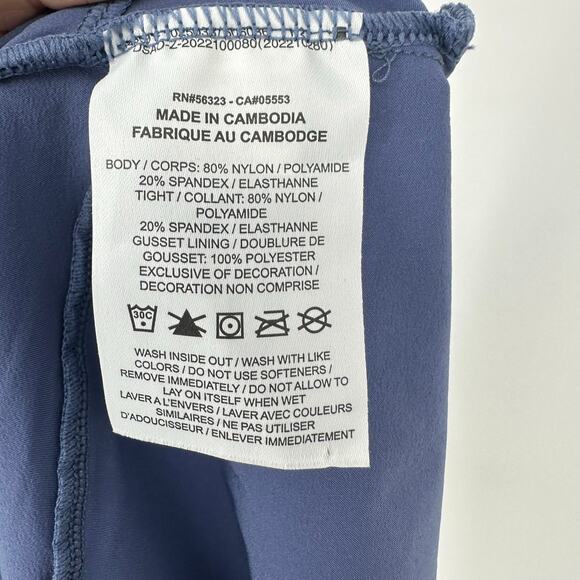 DSAD-Z-2022100080(202210280)
RN#56323 - CA#05553
MADE IN CAMBODIA
FABRIQUE AU CAMBODGE
BODY / CORPS: 80% NYLON / POLYAMIDE
20% SPANDEX / ELASTHANNE
TIGHT / COLLANT: 80% NYLON /
POLYAMIDE
20% SPANDEX / ELASTHANNE
GUSSET LINING / DOUBLURE DE
GOUSSET: 100% POLYESTER
EXCLUSIVE OF DECORATION /
DECORATION NON COMPRISE
30C
WASH INSIDE OUT / WASH WITH LIKE
COLORS / DO NOT USE SOFTENERS /
REMOVE IMMEDIATELY / DO NOT ALLOW TO
LAY ON ITSELF WHEN WET
LAVER A L'ENVERS / LAVER AVEC COULEURS
SIMILAIRES / NE PAS UTILISER
D'ADOUCISSEUR / ENLEVER IMMEDIATEMENT